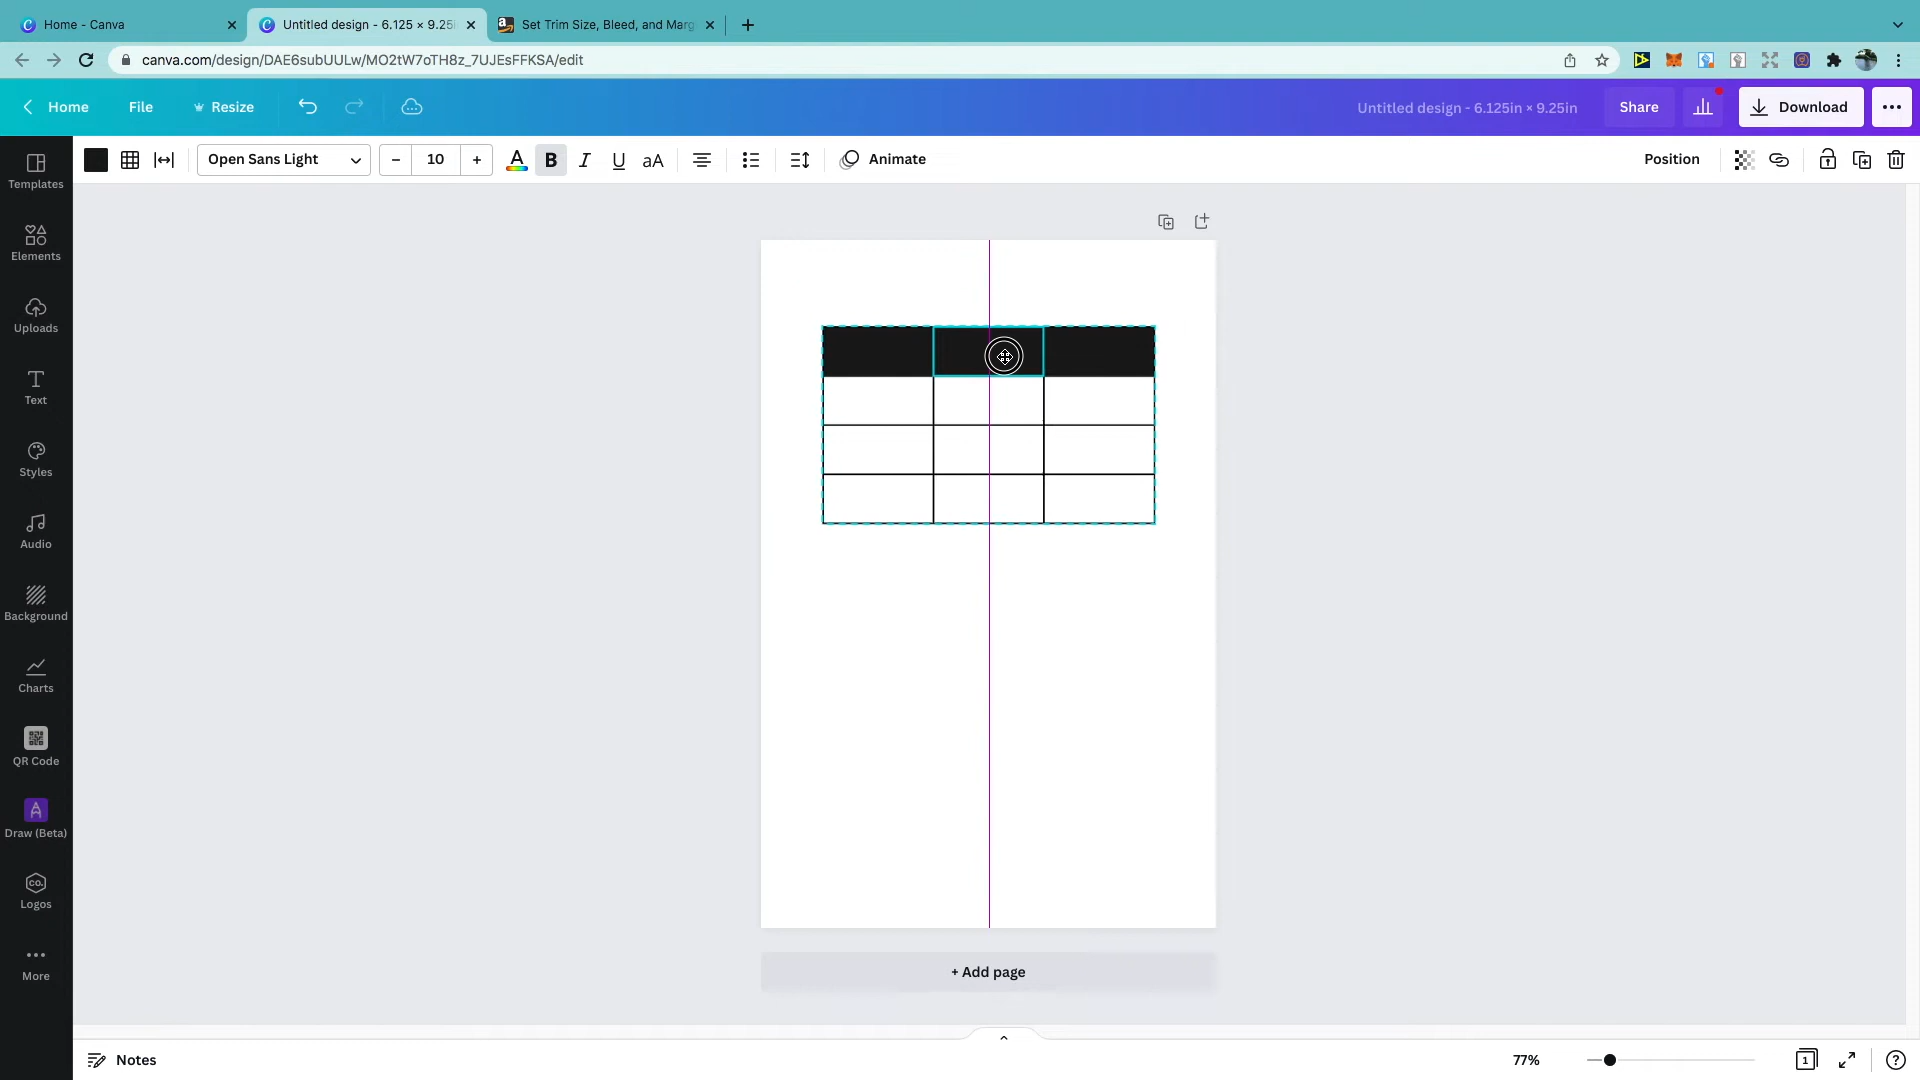 Home - Canva
Untitled design - 6.125 × 9.25
Set Trim Size, Bleed, and Marg
canva.com/design/DAE6subUULw/MO2tW7oTH8z_7UJEsFFKSA/edit
Home
File
Resize
Untitled design - 6.125in × 9.25in
Share
Download
Open Sans Light
− 10 +
A
B
I
U
aA
Animate
Position
Templates
Elements
Uploads
Text
Styles
Audio
Background
Charts
QR Code
Draw (Beta)
CO.
Logos
More
+ Add page
Notes
77%
1
?